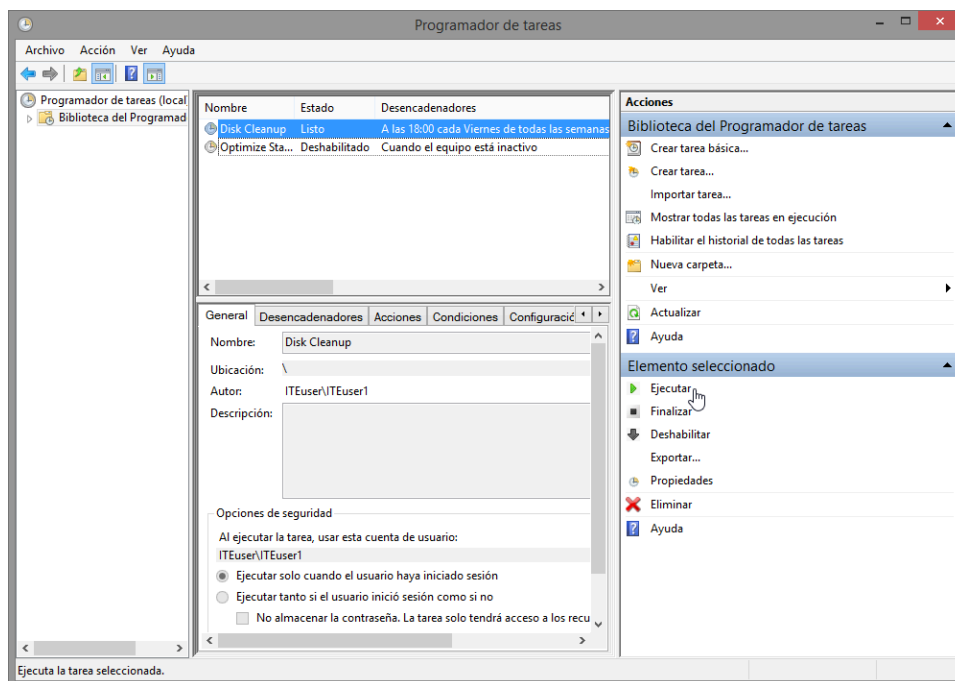 Programador de tareas
Archivo Acción Ver Ayuda
Programador de tareas (local
Biblioteca del Programad
Nombre Estado Desencadenadores
Disk Cleanup Listo A las 18:00 cada Viernes de todas las semanas
Optimize Sta... Deshabilitado Cuando el equipo está inactivo
General Desencadenadores Acciones Condiciones Configuració
Nombre: Disk Cleanup
Ubicación: \
Autor: ITEuser\ITEuser1
Descripción:
Opciones de seguridad
Al ejecutar la tarea, usar esta cuenta de usuario:
ITEuser\ITEuser1
Ejecutar solo cuando el usuario haya iniciado sesión
Ejecutar tanto si el usuario inició sesión como si no
No almacenar la contraseña. La tarea solo tendrá acceso a los recu
Acciones
Biblioteca del Programador de tareas
Crear tarea básica...
Crear tarea...
Importar tarea...
Mostrar todas las tareas en ejecución
Habilitar el historial de todas las tareas
Nueva carpeta...
Ver
Actualizar
Ayuda
Elemento seleccionado
Ejecutar
Finalizar
Deshabilitar
Exportar...
Propiedades
Eliminar
Ayuda
Ejecuta la tarea seleccionada.